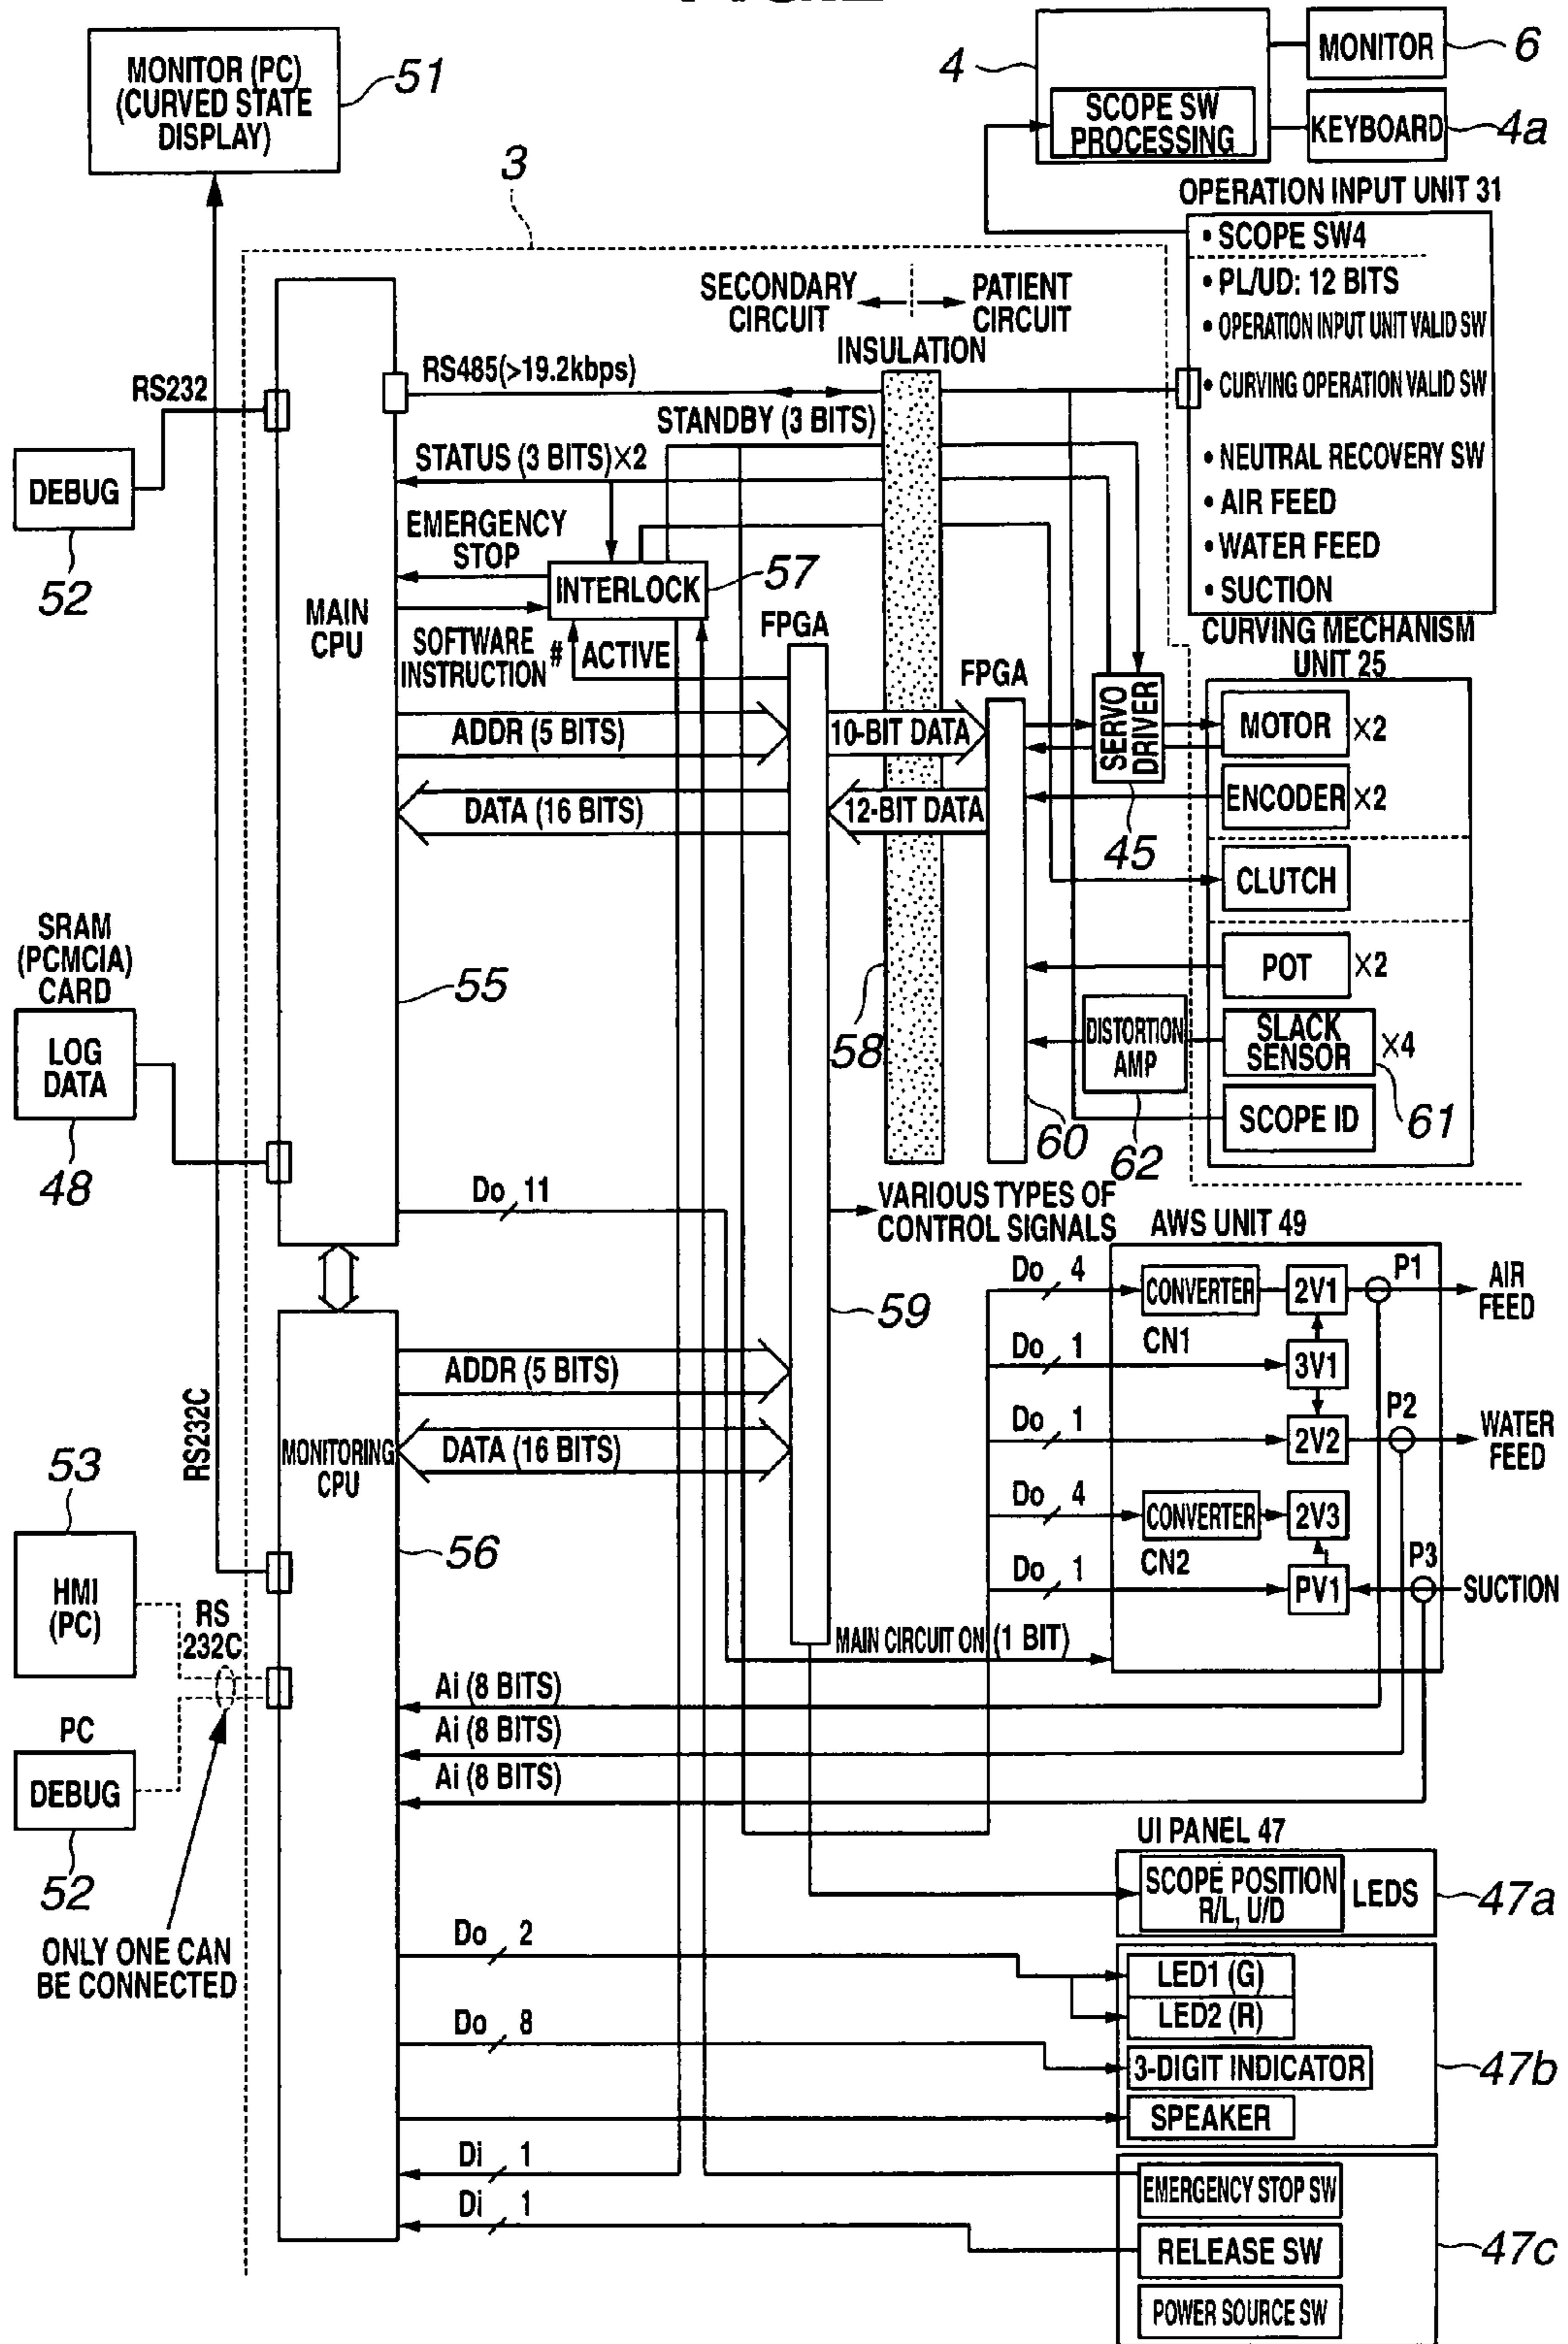 MONITOR (PC)
(CURVED STATE
DISPLAY)
51
4
SCOPE SW
PROCESSING
MONITOR
6
KEYBOARD
4a
3
OPERATION INPUT UNIT 31
• SCOPE SW4
• PL/UD: 12 BITS
• OPERATION INPUT UNIT VALID SW
• CURVING OPERATION VALID SW
• NEUTRAL RECOVERY SW
• AIR FEED
• WATER FEED
• SUCTION
SECONDARY
CIRCUIT
PATIENT
CIRCUIT
INSULATION
RS232
RS485(>19.2kbps)
STANDBY (3 BITS)
STATUS (3 BITS)×2
DEBUG
52
EMERGENCY
STOP
INTERLOCK
57
MAIN
CPU
SOFTWARE
INSTRUCTION
#
ACTIVE
FPGA
FPGA
CURVING MECHANISM
UNIT 25
SERVO
DRIVER
MOTOR
×2
ADDR (5 BITS)
10-BIT DATA
ENCODER
×2
DATA (16 BITS)
12-BIT DATA
45
CLUTCH
SRAM
(PCMCIA)
CARD
LOG
DATA
48
55
58
POT
×2
DISTORTION
AMP
SLACK
SENSOR
×4
SCOPE ID
61
60
62
Do 11
VARIOUS TYPES OF
CONTROL SIGNALS
AWS UNIT 49
59
Do 4
CONVERTER
2V1
P1
AIR
FEED
CN1
Do 1
3V1
ADDR (5 BITS)
Do 1
2V2
P2
WATER
FEED
RS232C
MONITORING
CPU
DATA (16 BITS)
53
Do 4
CONVERTER
2V3
CN2
56
HMI
(PC)
Do 1
PV1
P3
SUCTION
RS
232C
MAIN CIRCUIT ON (1 BIT)
Ai (8 BITS)
Ai (8 BITS)
Ai (8 BITS)
PC
DEBUG
52
UI PANEL 47
SCOPE POSITION
R/L, U/D
LEDS
47a
ONLY ONE CAN
BE CONNECTED
Do 2
LED1 (G)
LED2 (R)
Do 8
3-DIGIT INDICATOR
47b
SPEAKER
Di 1
EMERGENCY STOP SW
Di 1
RELEASE SW
47c
POWER SOURCE SW